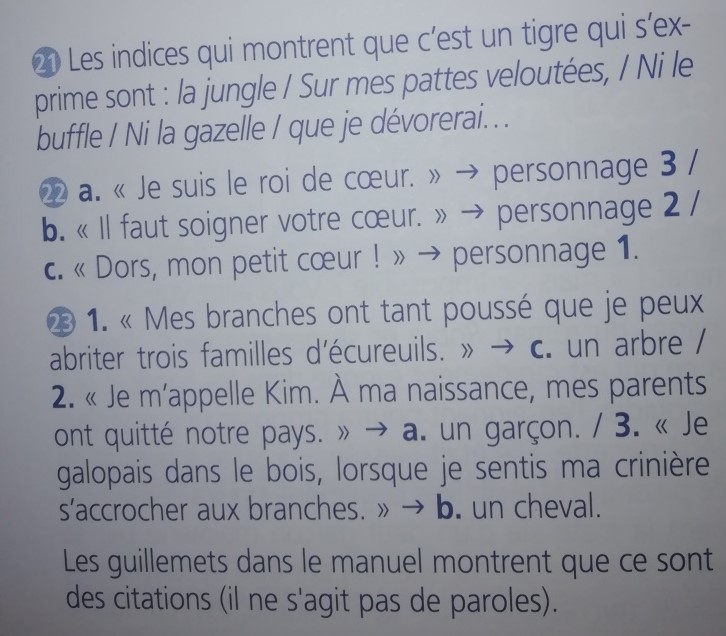 21 Les indices qui montrent que c'est un tigre qui s'ex-
prime sont : la jungle / Sur mes pattes veloutées, / Ni le
buffle / Ni la gazelle / que je dévorerai…
22 a. « Je suis le roi de cœur. » → personnage 3 /
b. « Il faut soigner votre cœur. » → personnage 2 /
c. « Dors, mon petit cœur ! » → personnage 1.
23 1. « Mes branches ont tant poussé que je peux
abriter trois familles d'écureuils. » → c. un arbre /
2. « Je m'appelle Kim. À ma naissance, mes parents
ont quitté notre pays. » → a. un garçon. / 3. « Je
galopais dans le bois, lorsque je sentis ma crinière
s'accrocher aux branches. » → b. un cheval.
Les guillemets dans le manuel montrent que ce sont
des citations (il ne s'agit pas de paroles).